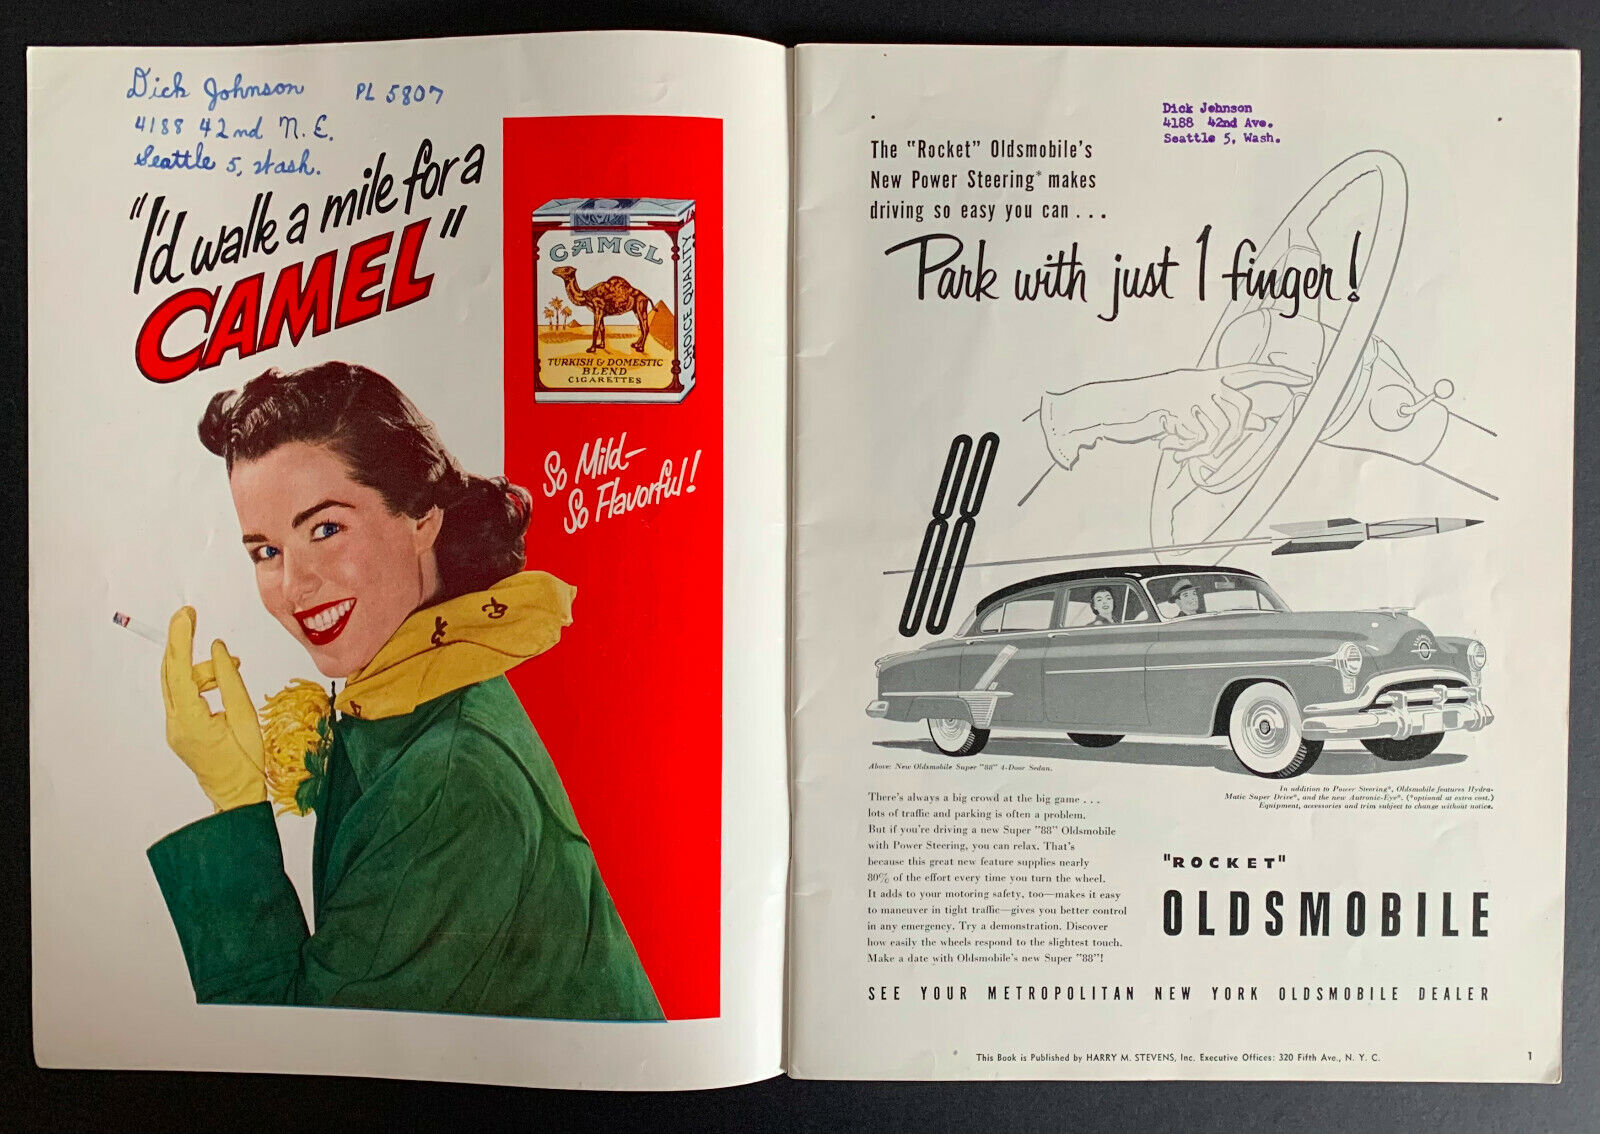 Dick Johnson PL 5807
4188 42nd N.E.
Seattle 5, Wash.
"I'd walk a mile for a
CAMEL"
CAMEL
CHOICE QUALITY
TURKISH & DOMESTIC
BLEND
CIGARETTES
So Mild–
So Flavorful!
Dick Johnson
4188 42nd Ave.
Seattle 5, Wash.
The "Rocket" Oldsmobile's
New Power Steering* makes
driving so easy you can . . .
Park with just 1 finger!
88
88
Above: New Oldsmobile Super "88" 4-Door Sedan.
In addition to Power Steering*, Oldsmobile features Hydra-
Matic Super Drive*, and the new Autronic-Eye*. (*optional at extra cost.)
Equipment, accessories and trim subject to change without notice.
There's always a big crowd at the big game . . .
lots of traffic and parking is often a problem.
But if you're driving a new Super "88" Oldsmobile
with Power Steering, you can relax. That's
because this great new feature supplies nearly
80% of the effort every time you turn the wheel.
It adds to your motoring safety, too—makes it easy
to maneuver in tight traffic—gives you better control
in any emergency. Try a demonstration. Discover
how easily the wheels respond to the slightest touch.
Make a date with Oldsmobile's new Super "88"!
"ROCKET"
OLDSMOBILE
SEE YOUR METROPOLITAN NEW YORK OLDSMOBILE DEALER
This Book is Published by HARRY M. STEVENS, Inc. Executive Offices: 320 Fifth Ave., N. Y. C.
1